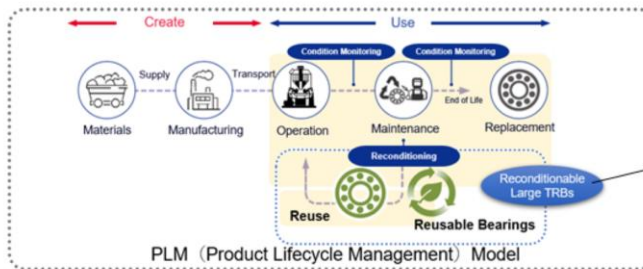 Create
Use
Condition Monitoring
Condition Monitoring
Supply
Transport
End of Life
Materials
Manufacturing
Operation
Maintenance
Replacement
Reconditioning
Reconditionable
Large TRBs
Reuse
Reusable Bearings
PLM（Product Lifecycle Management）Model